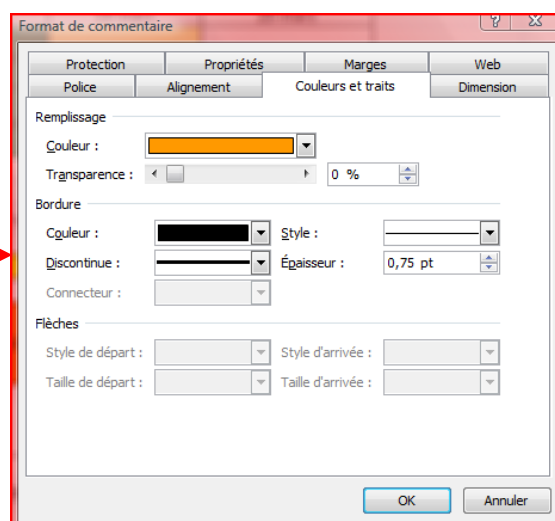 Format de commentaire
Protection Propriétés Marges Web
Police Alignement Couleurs et traits Dimension
Remplissage
Couleur :
Transparence : 0 %
Bordure
Couleur : Style :
Discontinue : Épaisseur : 0,75 pt
Connecteur :
Flèches
Style de départ : Style d'arrivée :
Taille de départ : Taille d'arrivée :
OK Annuler